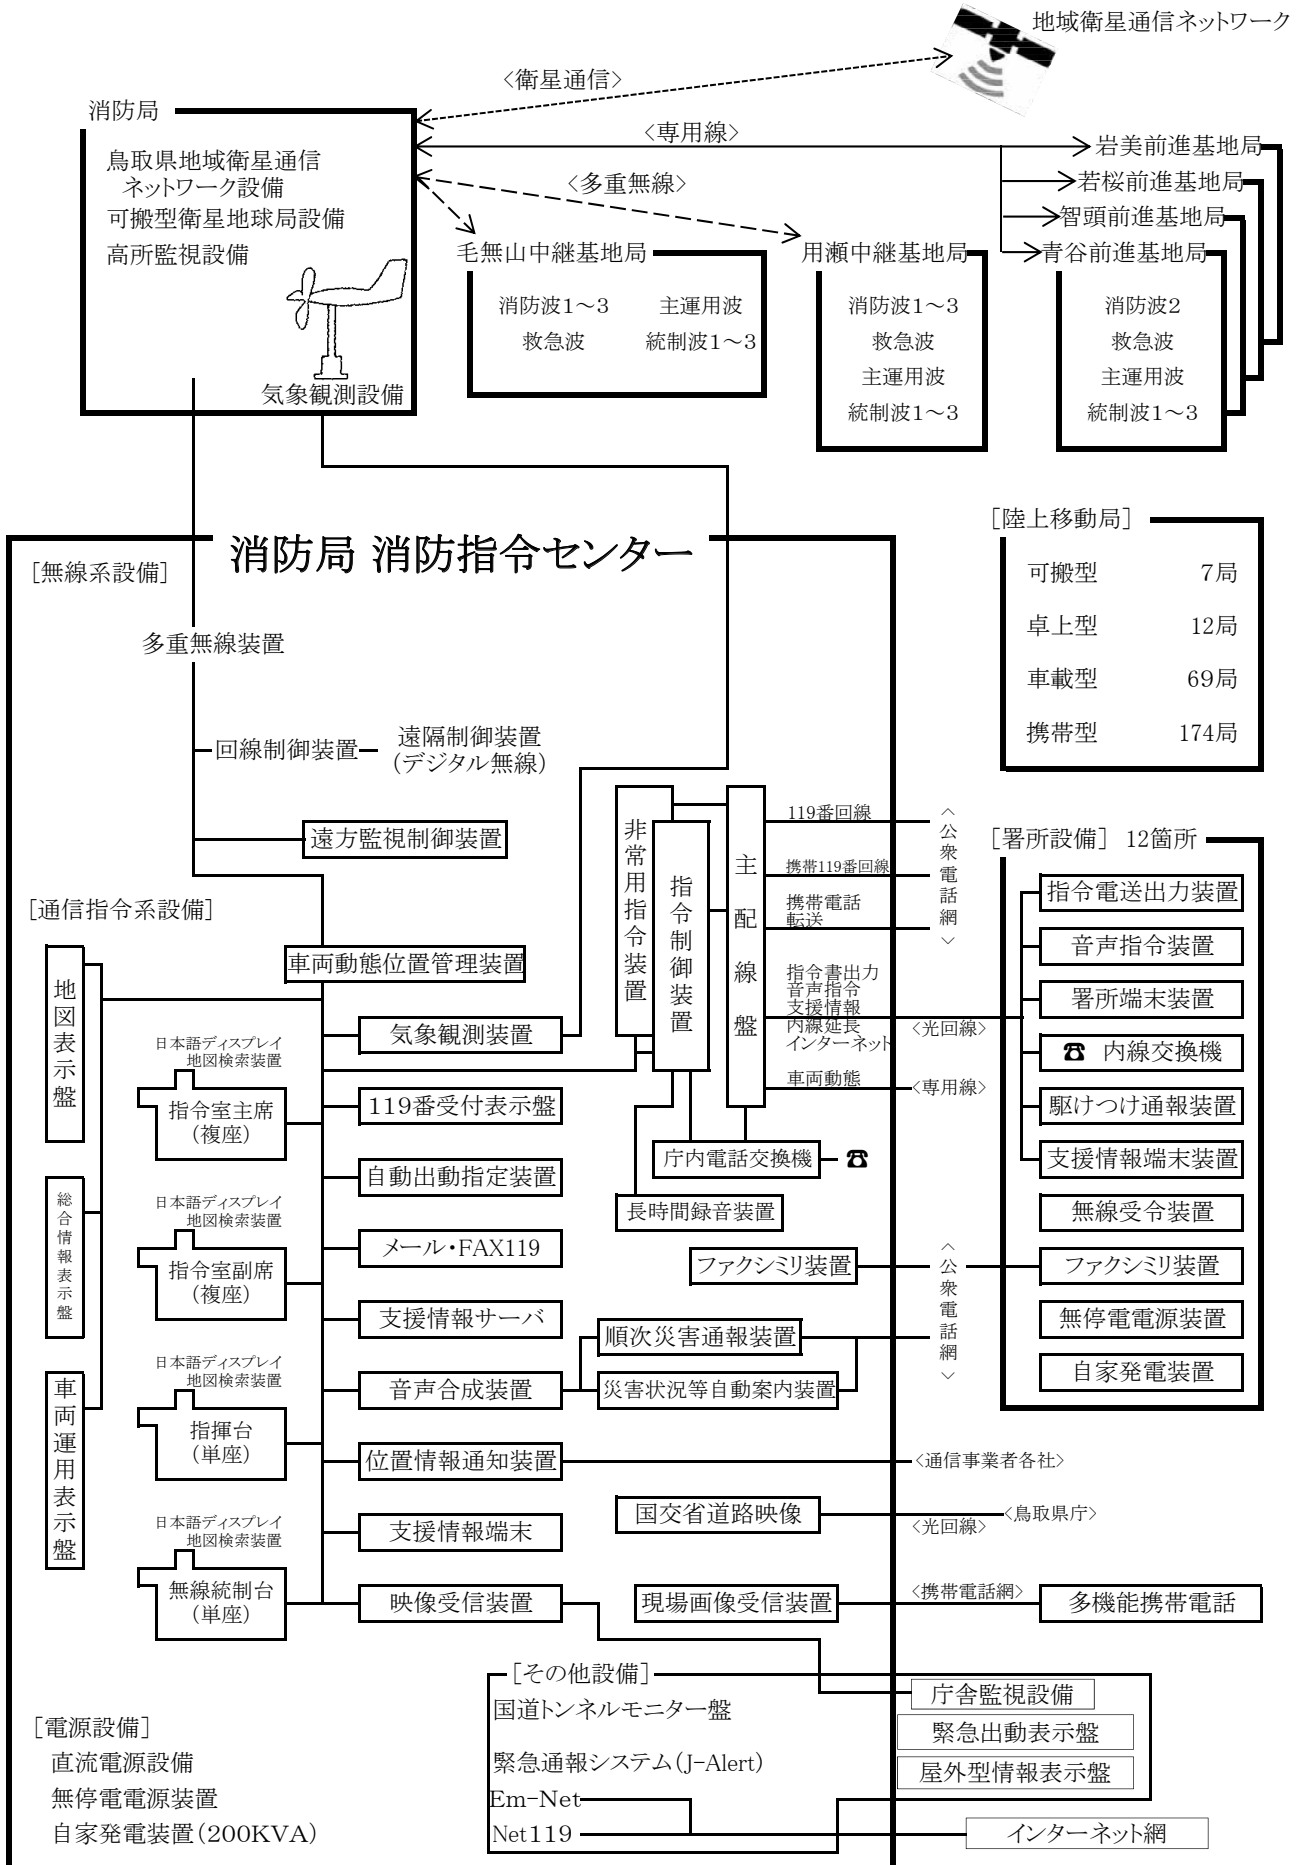 地域衛星通信ネットワーク
<衛星通信>
消防局
<専用線>
鳥取県地域衛星通信
ネットワーク設備
可搬型衛星地球局設備
高所監視設備
気象観測設備
<多重無線>
岩美前進基地局
若桜前進基地局
智頭前進基地局
青谷前進基地局
毛無山中継基地局
消防波1～3 主運用波
救急波 統制波1～3
用瀬中継基地局
消防波1～3
救急波
主運用波
統制波1～3
消防波2
救急波
主運用波
統制波1～3
[陸上移動局]
可搬型 7局
卓上型 12局
車載型 69局
携帯型 174局
消防局 消防指令センター
[無線系設備]
多重無線装置
回線制御装置
遠隔制御装置
(デジタル無線)
遠方監視制御装置
[通信指令系設備]
車両動態位置管理装置
地図表示盤
総合情報表示盤
車両運用表示盤
日本語ディスプレイ
地図検索装置
指令室主席
(複座)
日本語ディスプレイ
地図検索装置
指令室副席
(複座)
日本語ディスプレイ
地図検索装置
指揮台
(単座)
日本語ディスプレイ
地図検索装置
無線統制台
(単座)
気象観測装置
119番受付表示盤
自動出動指定装置
メール・FAX119
支援情報サーバ
音声合成装置
位置情報通知装置
支援情報端末
映像受信装置
非常用指令装置
指令制御装置
主配線盤
119番回線
携帯119番回線
携帯電話
転送
<公衆電話網>
指令書出力
音声指令
支援情報
内線延長
インターネット
<光回線>
車両動態
<専用線>
庁内電話交換機 ☎
長時間録音装置
ファクシミリ装置
<公衆電話網>
順次災害通報装置
災害状況等自動案内装置
<通信事業者各社>
国交省道路映像
<光回線>
<鳥取県庁>
現場画像受信装置
<携帯電話網>
多機能携帯電話
[署所設備] 12箇所
指令電送出力装置
音声指令装置
署所端末装置
☎ 内線交換機
駆けつけ通報装置
支援情報端末装置
無線受令装置
ファクシミリ装置
無停電電源装置
自家発電装置
[その他設備]
国道トンネルモニター盤
緊急通報システム(J-Alert)
Em-Net
Net119
庁舎監視設備
緊急出動表示盤
屋外型情報表示盤
インターネット網
[電源設備]
直流電源設備
無停電電源装置
自家発電装置(200KVA)